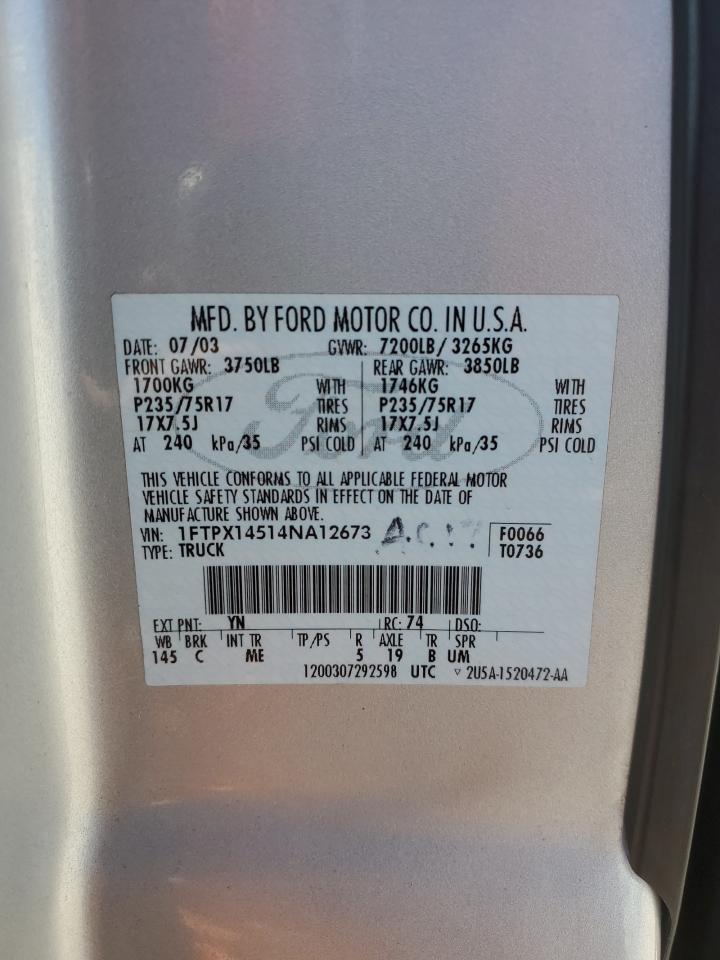 MFD. BY FORD MOTOR CO. IN U.S.A.
DATE: 07/03 GVWR: 7200LB/ 3265KG
FRONT GAWR: 3750LB REAR GAWR: 3850LB
1700KG WITH 1746KG WITH
P235/75R17 TIRES P235/75R17 TIRES
17X7.5J RIMS 17X7.5J RIMS
AT 240 kPa/35 PSI COLD AT 240 kPa/35 PSI COLD
Ford
THIS VEHICLE CONFORMS TO ALL APPLICABLE FEDERAL MOTOR
VEHICLE SAFETY STANDARDS IN EFFECT ON THE DATE OF
MANUFACTURE SHOWN ABOVE.
VIN: 1FTPX14514NA12673 F0066
TYPE: TRUCK T0736
EXT PNT: YN RC: 74 DSO:
WB BRK INT TR TP/PS R AXLE TR SPR
145 C ME 5 19 B UM
1200307292598 UTC ▽ 2U5A-1520472-AA